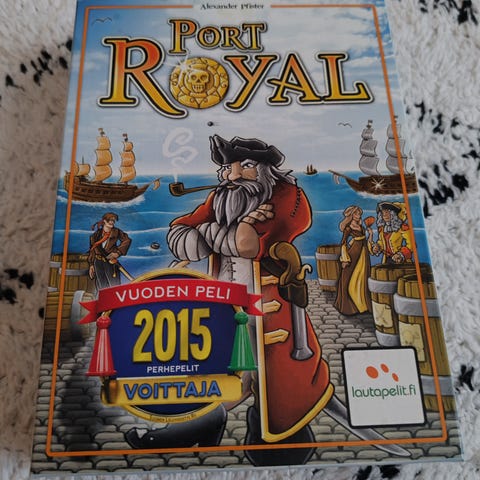 Alexander Pfister
PORT
ROYAL
VUODEN PELI
2015
PERHEPELIT
VOITTAJA
lautapelit.fi